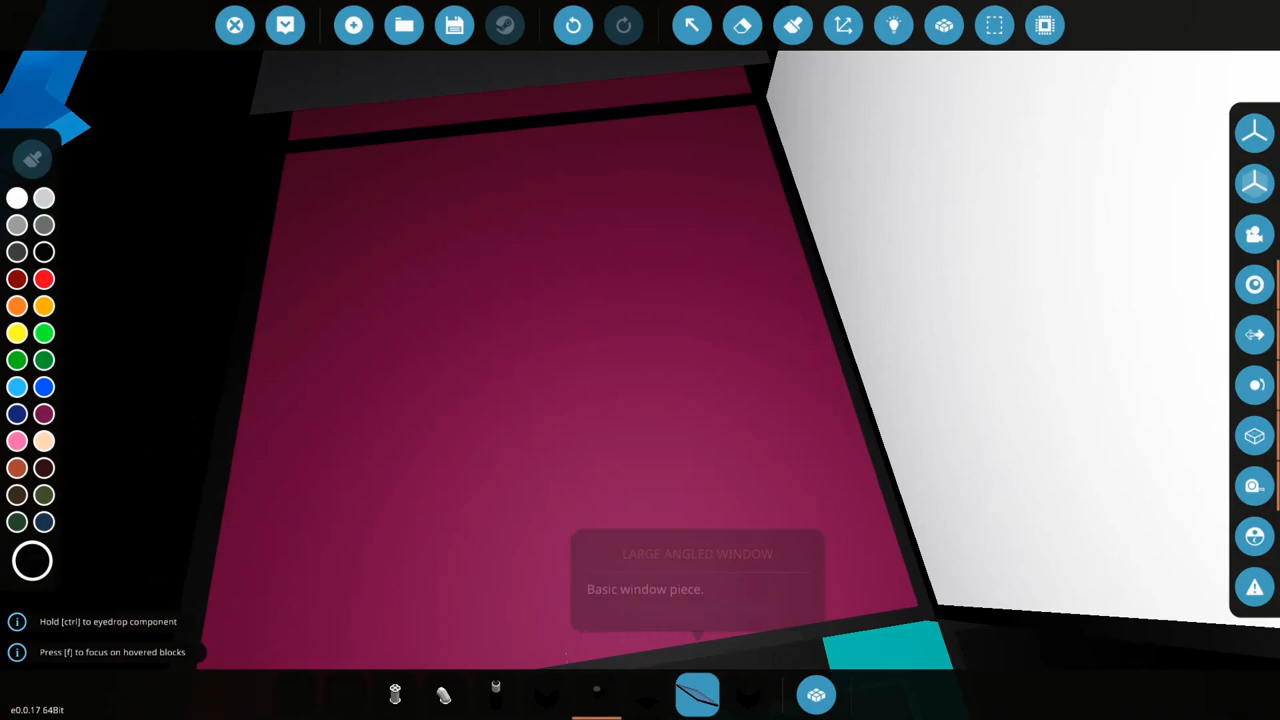 LARGE ANGLED WINDOW
Basic window piece.
Hold [ctrl] to eyedrop component
Press [f] to focus on hovered blocks
e0.0.17 64Bit